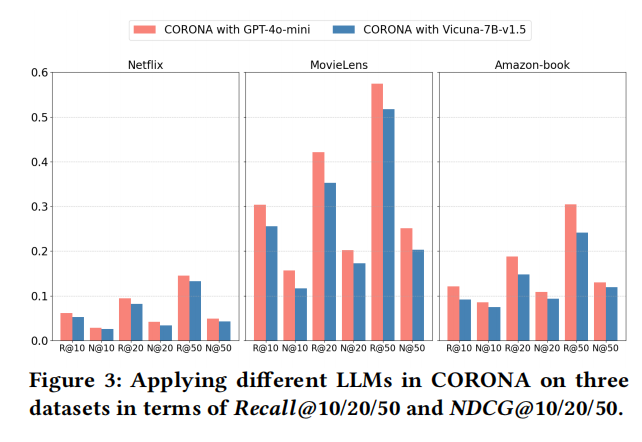 CORONA with GPT-4o-mini CORONA with Vicuna-7B-v1.5
Netflix MovieLens Amazon-book
0.6
0.5
0.4
0.3
0.2
0.1
0.0
R@10 N@10 R@20 N@20 R@50 N@50 R@10 N@10 R@20 N@20 R@50 N@50 R@10 N@10 R@20 N@20 R@50 N@50
Figure 3: Applying different LLMs in CORONA on three
datasets in terms of Recall@10/20/50 and NDCG@10/20/50.